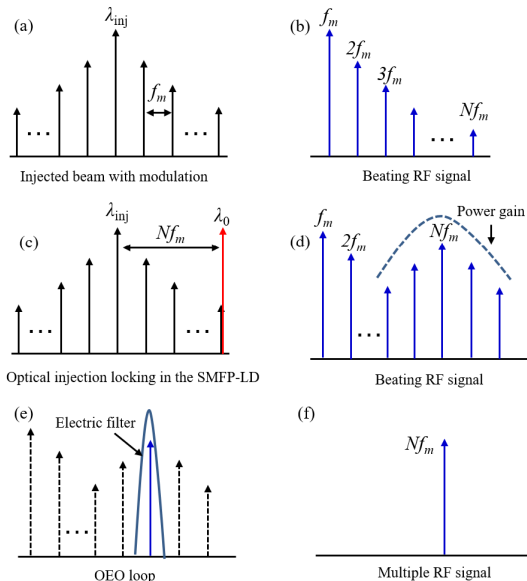 (a)
λinj
fm
...
...
Injected beam with modulation
(b)
fm
2fm
3fm
Nfm
...
Beating RF signal
(c)
λinj
λ0
Nfm
...
...
Optical injection locking in the SMFP-LD
(d)
Power gain
fm
2fm
Nfm
...
Beating RF signal
(e)
Electric filter
...
OEO loop
(f)
Nfm
Multiple RF signal